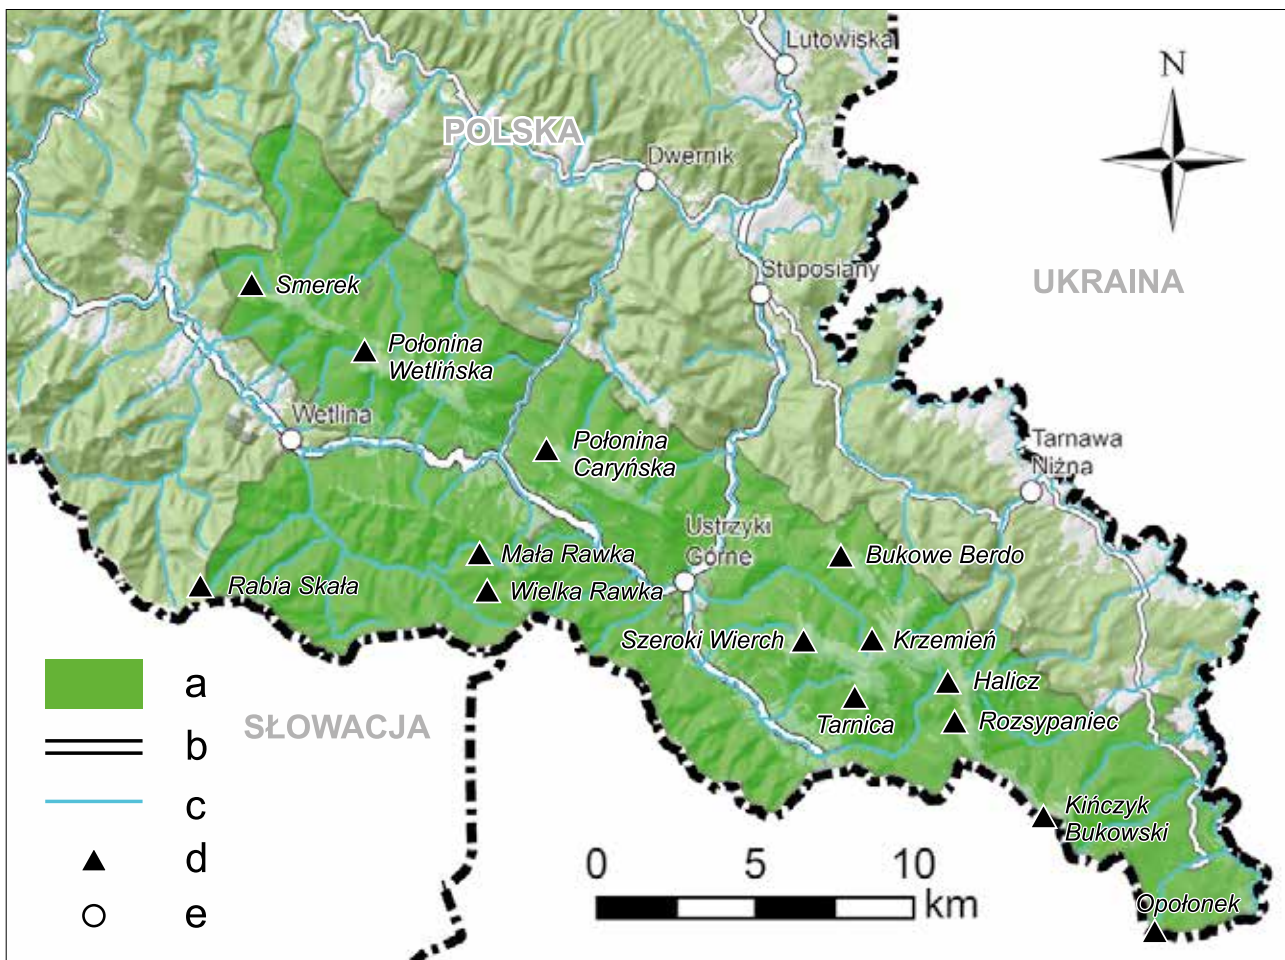 Lutowiska
N
POLSKA
Dwernik
Stuposiany
UKRAINA
Smerek
Połonina
Wetlińska
Wetlina
Połonina
Caryńska
Tarnawa
Niżna
Ustrzyki
Górne
Mała Rawka
Bukowe Berdo
Rabia Skała
Wielka Rawka
Szeroki Wierch
Krzemień
a
Halicz
SŁOWACJA
Tarnica
Rozsypaniec
b
c
Kińczyk
Bukowski
d
0 5 10
km
e
Opołonek